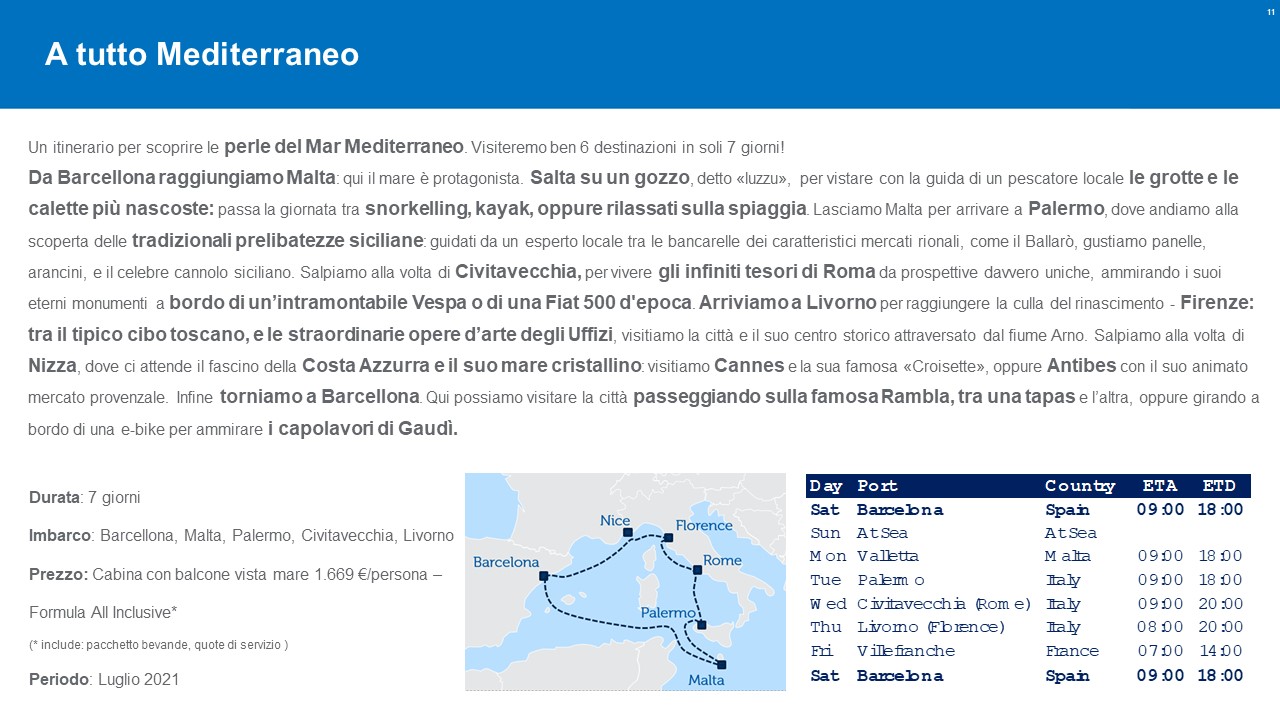 11
A tutto Mediterraneo
Un itinerario per scoprire le perle del Mar Mediterraneo. Visiteremo ben 6 destinazioni in soli 7 giorni!
Da Barcellona raggiungiamo Malta: qui il mare è protagonista. Salta su un gozzo, detto «luzzu», per vistare con la guida di un pescatore locale le grotte e le
calette più nascoste: passa la giornata tra snorkelling, kayak, oppure rilassati sulla spiaggia. Lasciamo Malta per arrivare a Palermo, dove andiamo alla
scoperta delle tradizionali prelibatezze siciliane: guidati da un esperto locale tra le bancarelle dei caratteristici mercati rionali, come il Ballarò, gustiamo panelle,
arancini, e il celebre cannolo siciliano. Salpiamo alla volta di Civitavecchia, per vivere gli infiniti tesori di Roma da prospettive davvero uniche, ammirando i suoi
eterni monumenti a bordo di un'intramontabile Vespa o di una Fiat 500 d'epoca. Arriviamo a Livorno per raggiungere la culla del rinascimento - Firenze:
tra il tipico cibo toscano, e le straordinarie opere d'arte degli Uffizi, visitiamo la città e il suo centro storico attraversato dal fiume Arno. Salpiamo alla volta di
Nizza, dove ci attende il fascino della Costa Azzurra e il suo mare cristallino: visitiamo Cannes e la sua famosa «Croisette», oppure Antibes con il suo animato
mercato provenzale. Infine torniamo a Barcellona. Qui possiamo visitare la città passeggiando sulla famosa Rambla, tra una tapas e l'altra, oppure girando a
bordo di una e-bike per ammirare i capolavori di Gaudì.
Durata: 7 giorni
Imbarco: Barcellona, Malta, Palermo, Civitavecchia, Livorno
Prezzo: Cabina con balcone vista mare 1.669 €/persona –
Formula All Inclusive*
(* include: pacchetto bevande, quote di servizio )
Periodo: Luglio 2021
Nice
Florence
Barcelona
Rome
Palermo
Malta
Day Port Country ETA ETD
Sat Barcelona Spain 09:00 18:00
Sun At Sea At Sea
Mon Valletta Malta 09:00 18:00
Tue Palermo Italy 09:00 18:00
Wed Civitavecchia (Rome) Italy 09:00 20:00
Thu Livorno (Florence) Italy 08:00 20:00
Fri Villefranche France 07:00 14:00
Sat Barcelona Spain 09:00 18:00